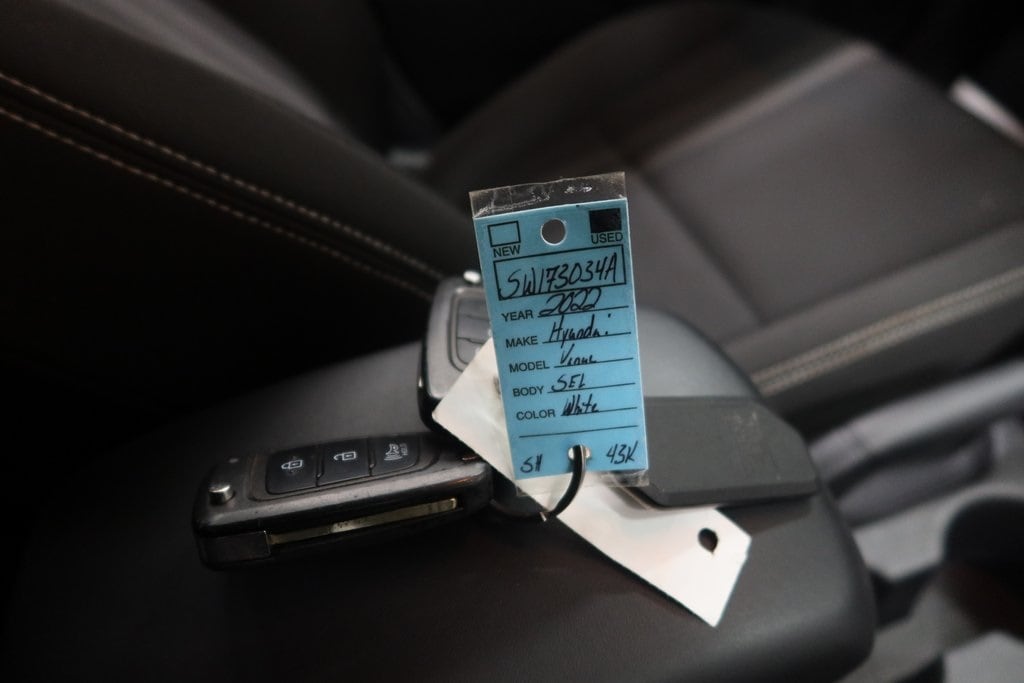 NEW USED
SW173034A
YEAR 2022
MAKE Hyundai
MODEL Venue
BODY SEL
COLOR White
SH 43K